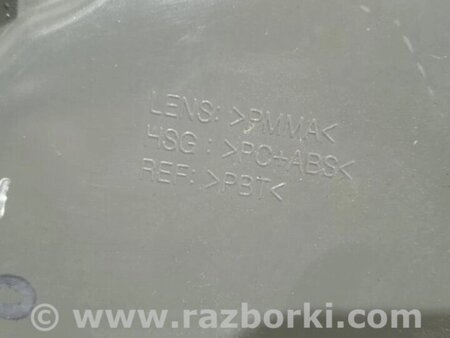 LENS: >PMMA<
HSG : >PC+ABS<
REF: >PBT<
© www.razborki.com